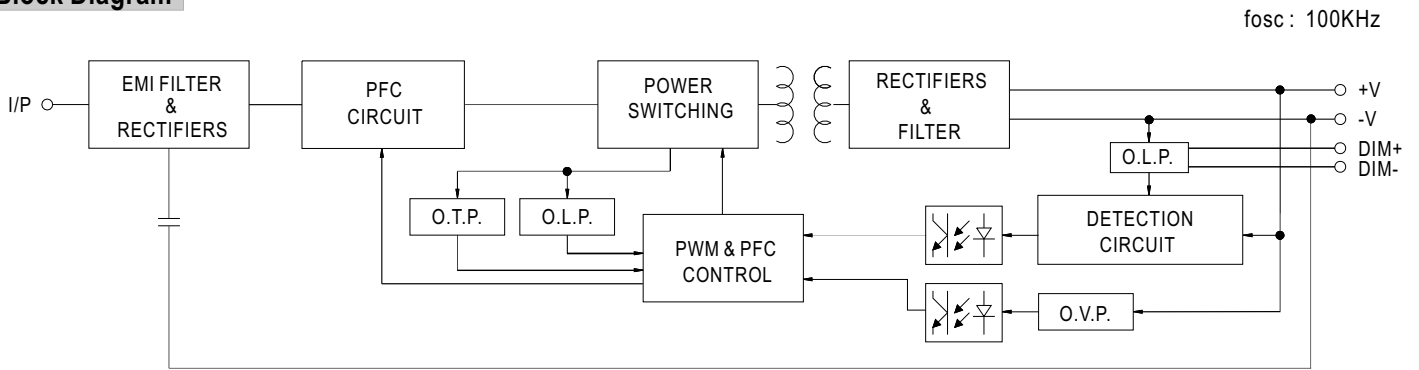 Block Diagram
fosc : 100KHz
I/P
EMI FILTER
&
RECTIFIERS
PFC
CIRCUIT
POWER
SWITCHING
RECTIFIERS
&
FILTER
+V
-V
DIM+
DIM-
O.L.P.
O.T.P.
O.L.P.
PWM & PFC
CONTROL
DETECTION
CIRCUIT
O.V.P.